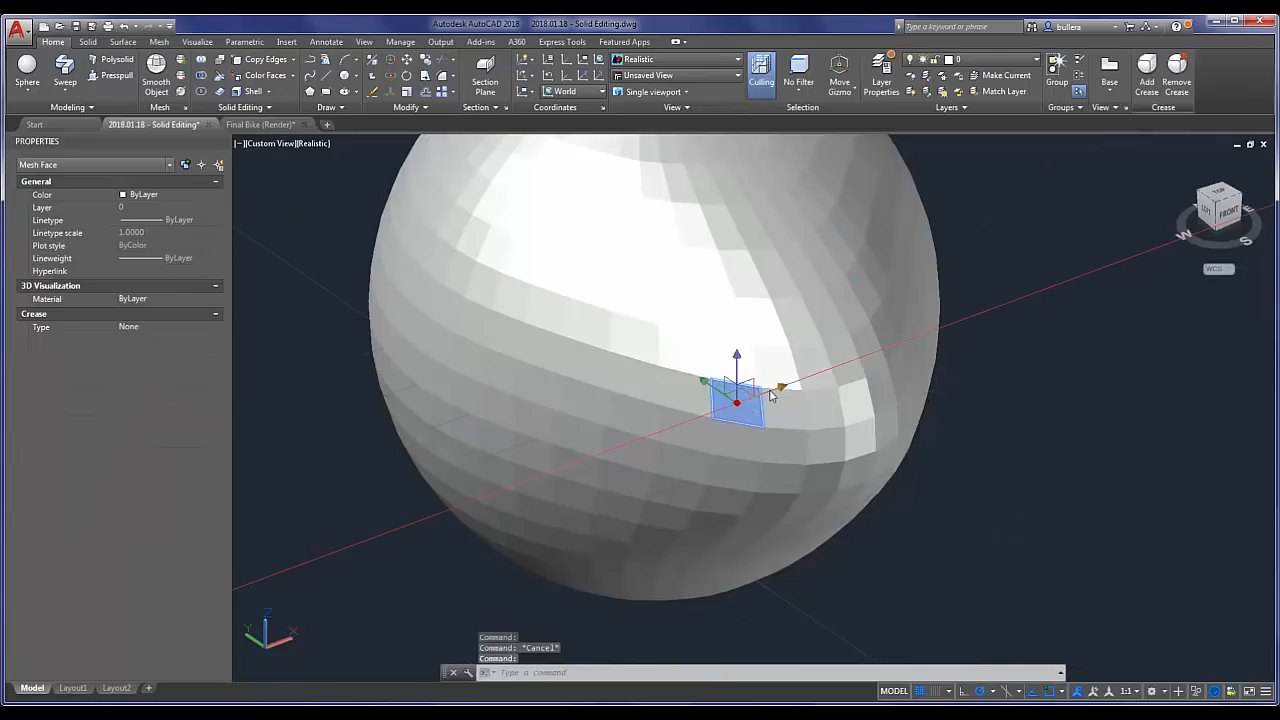 Autodesk AutoCAD 2018 2018.01.18 - Solid Editing.dwg
Type a keyword or phrase
bullera
Home Solid Surface Mesh Visualize Parametric Insert Annotate View Manage Output Add-ins A360 Express Tools Featured Apps
Sphere
Sweep
Polysolid
Presspull
Smooth
Object
Copy Edges
Color Faces
Shell
Section
Plane
World
Realistic
Unsaved View
Single viewport
Culling
No Filter
Move
Gizmo
Layer
Properties
0
Make Current
Match Layer
Group
Base
Add
Crease
Remove
Crease
Modeling Mesh Solid Editing Draw Modify Section Coordinates View Selection Layers Groups View Crease
Start 2018.01.18 - Solid Editing* Final Bike (Render)*
PROPERTIES
[−][Custom View][Realistic]
Mesh Face
General
Color ByLayer
Layer 0
Linetype ByLayer
Linetype scale 1.0000
Plot style ByColor
Lineweight ByLayer
Hyperlink
3D Visualization
Material ByLayer
Crease
Type None
TOP
LEFT
FRONT
W
S
E
WCS
Z
Y
X
Command:
Command: *Cancel*
Command:
Type a command
Model Layout1 Layout2
MODEL
1:1